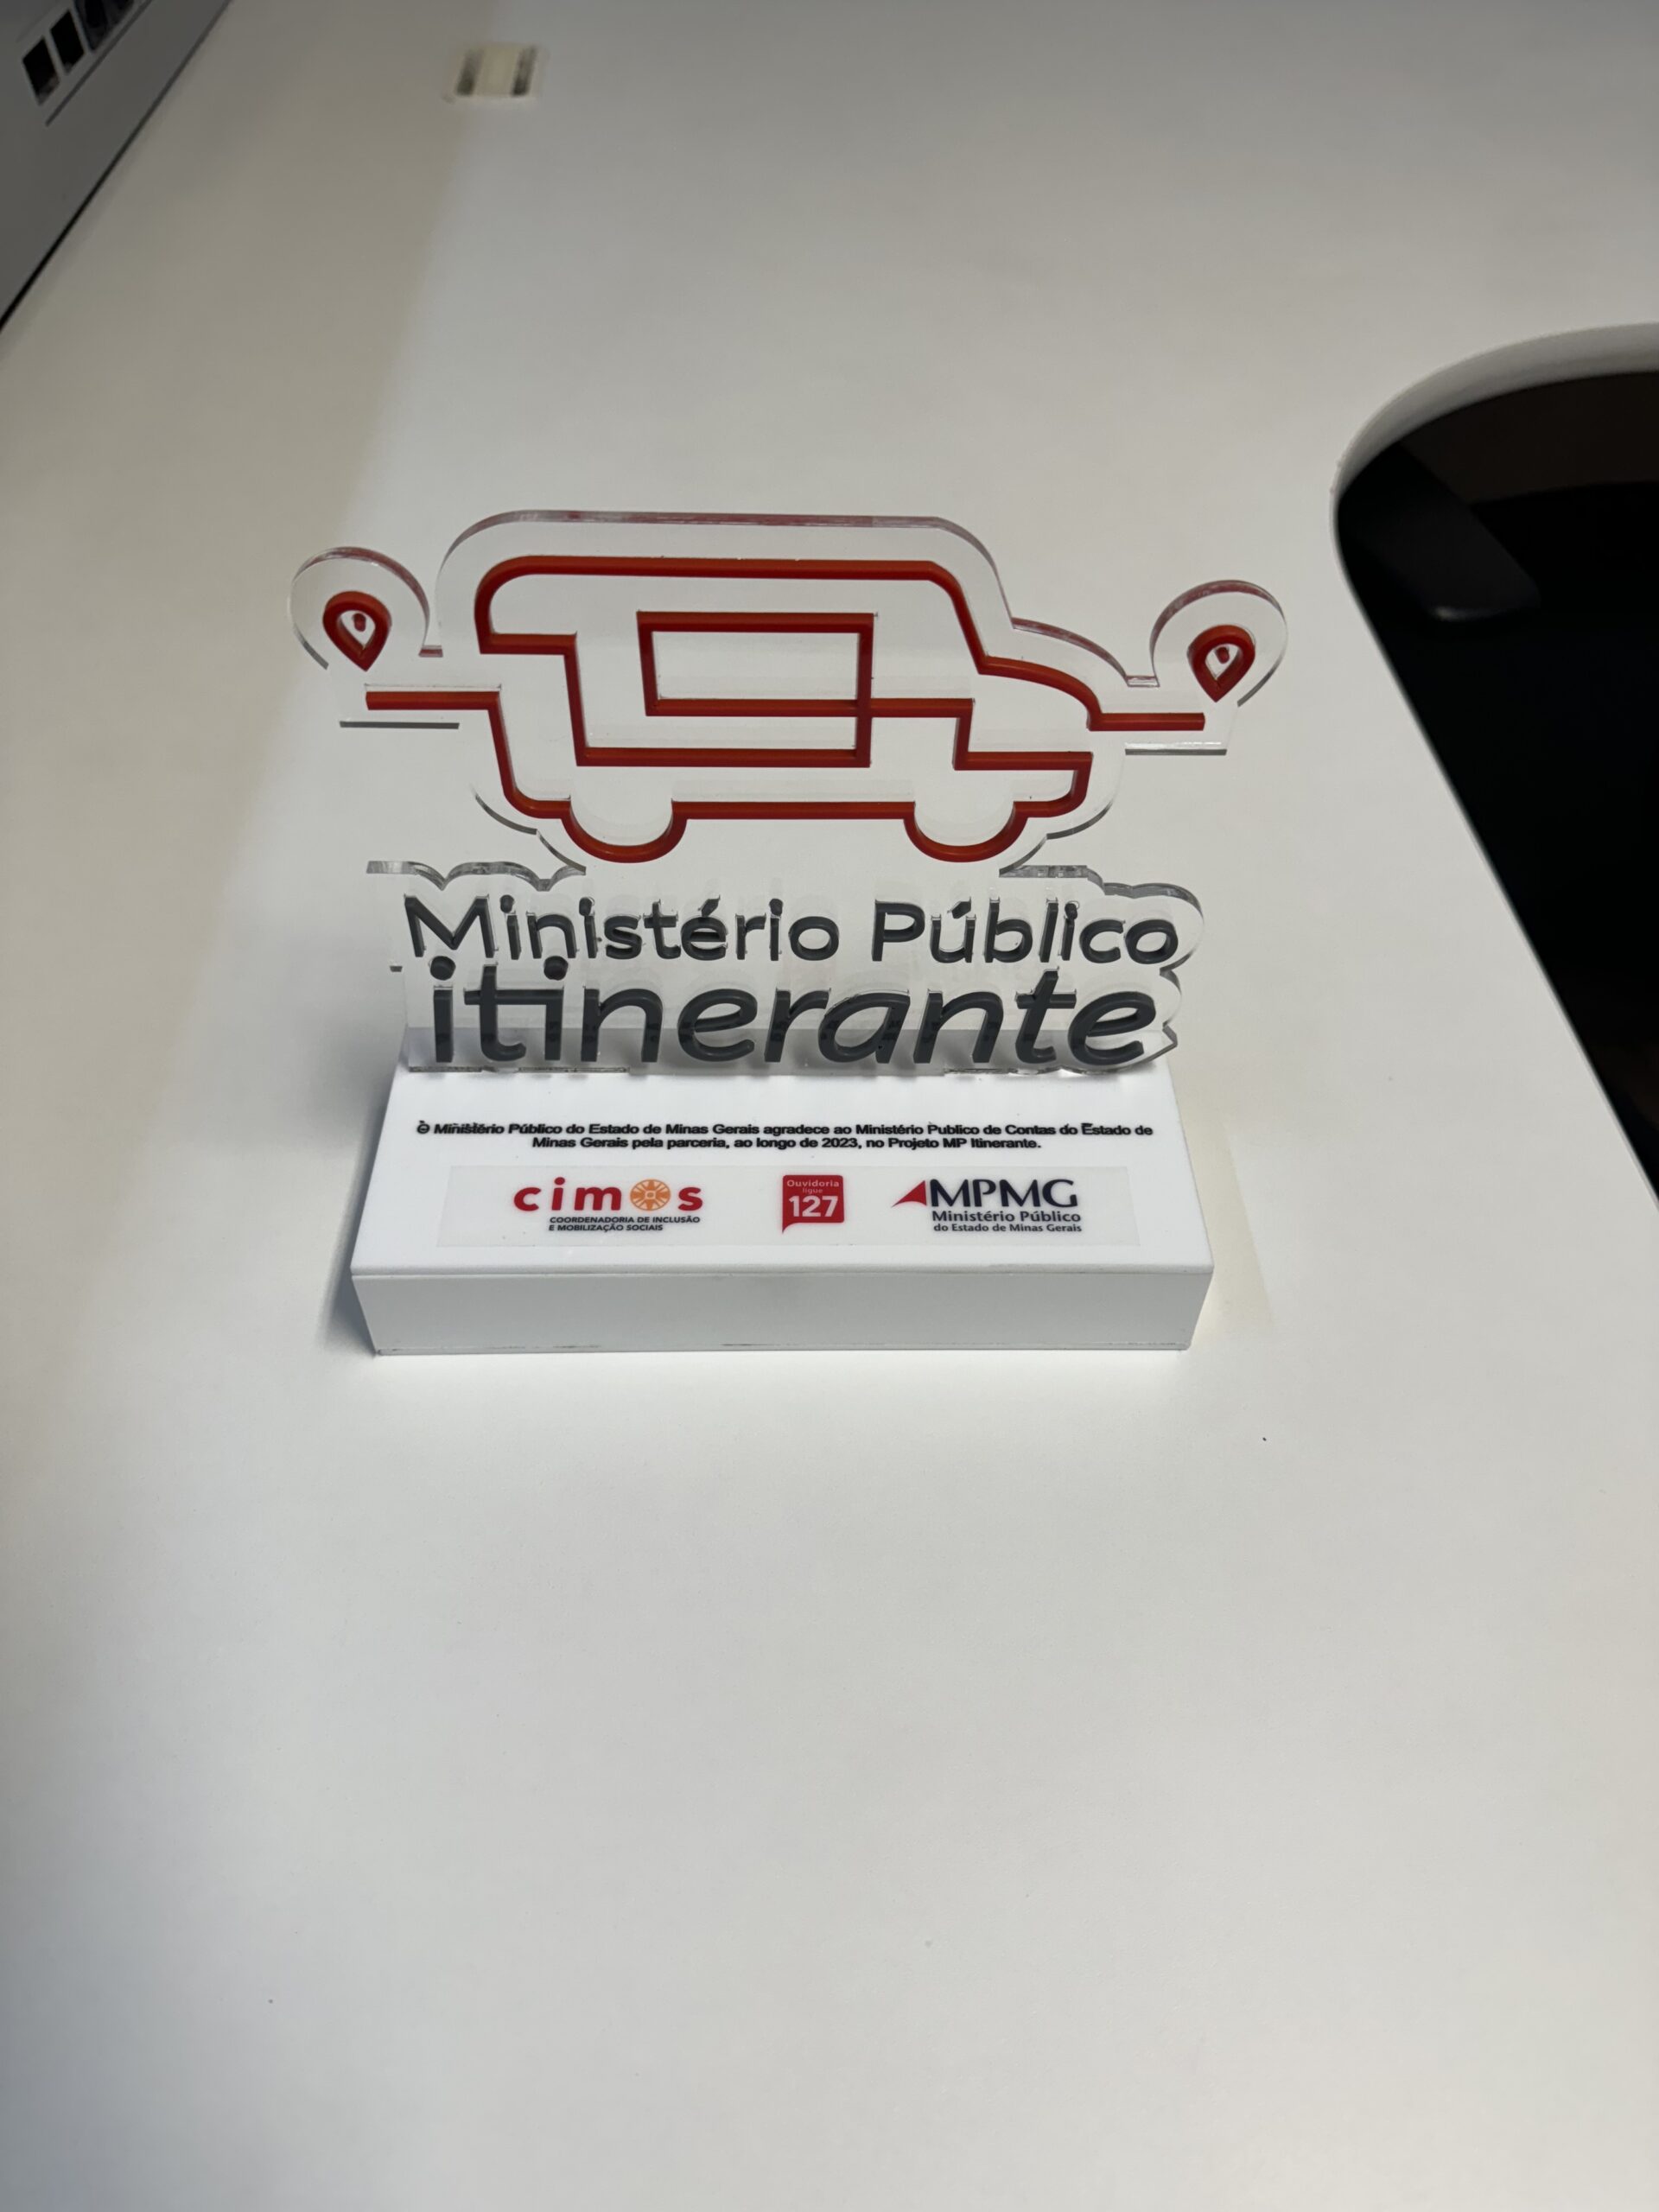 Ministério Público
itinerante
O Ministério Público do Estado de Minas Gerais agradece ao Ministério Publico de Contas do Estado de
Minas Gerais pela parceria, ao longo de 2023, no Projeto MP Itinerante.
cimos
COORDENADORIA DE INCLUSÃO
E MOBILIZAÇÃO SOCIAIS
Ouvidoria
ligue
127
MPMG
Ministério Público
do Estado de Minas Gerais